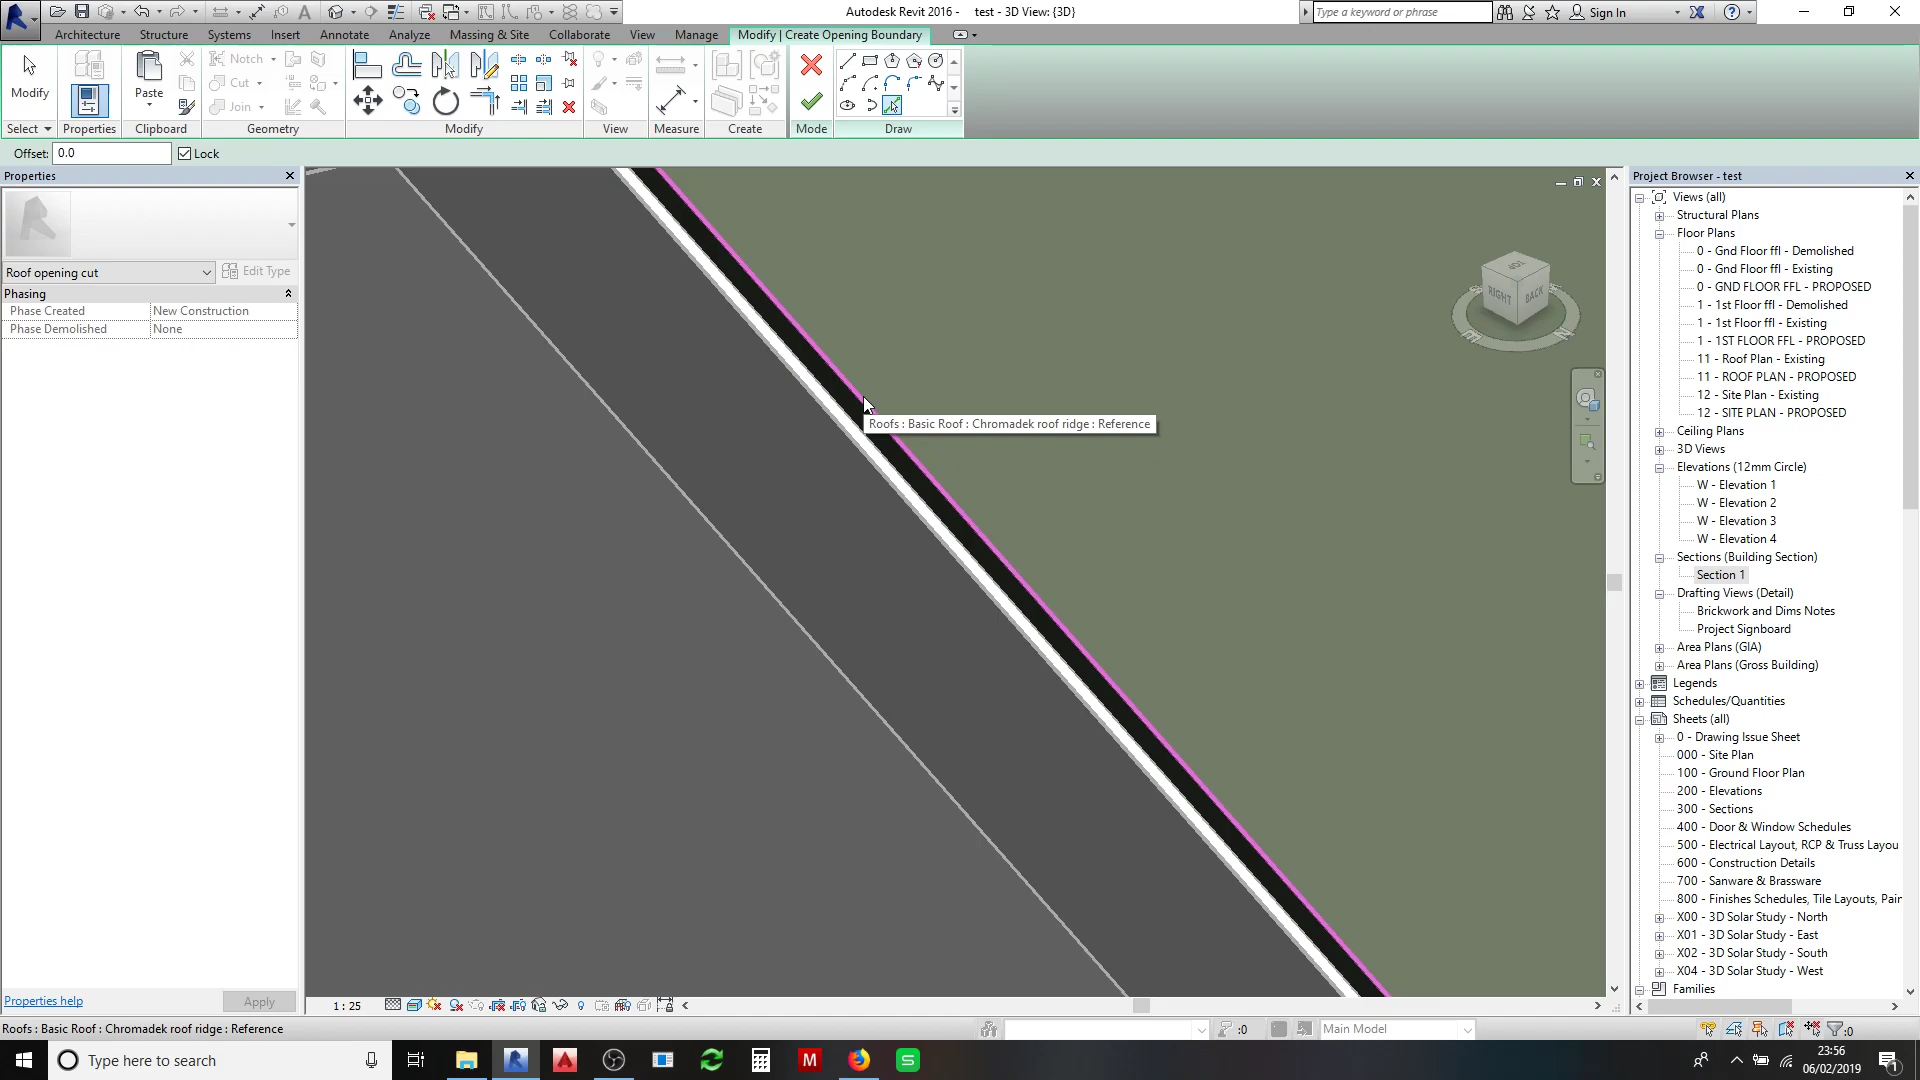 Autodesk Revit 2016 - test - 3D View: {3D}
Type a keyword or phrase
Sign In
Architecture Structure Systems Insert Annotate Analyze Massing & Site Collaborate View Manage Modify | Create Opening Boundary
Modify
Paste
Notch
Cut
Join
Select Properties Clipboard Geometry Modify View Measure Create Mode Draw
Offset: 0.0 Lock
Properties
Roof opening cut
Edit Type
Phasing
Phase Created New Construction
Phase Demolished None
Properties help
Apply
TOP
RIGHT
BACK
Roofs : Basic Roof : Chromadek roof ridge : Reference
1 : 25
Project Browser - test
Views (all)
Structural Plans
Floor Plans
0 - Gnd Floor ffl - Demolished
0 - Gnd Floor ffl - Existing
0 - GND FLOOR FFL - PROPOSED
1 - 1st Floor ffl - Demolished
1 - 1st Floor ffl - Existing
1 - 1ST FLOOR FFL - PROPOSED
11 - Roof Plan - Existing
11 - ROOF PLAN - PROPOSED
12 - Site Plan - Existing
12 - SITE PLAN - PROPOSED
Ceiling Plans
3D Views
Elevations (12mm Circle)
W - Elevation 1
W - Elevation 2
W - Elevation 3
W - Elevation 4
Sections (Building Section)
Section 1
Drafting Views (Detail)
Brickwork and Dims Notes
Project Signboard
Area Plans (GIA)
Area Plans (Gross Building)
Legends
Schedules/Quantities
Sheets (all)
0 - Drawing Issue Sheet
000 - Site Plan
100 - Ground Floor Plan
200 - Elevations
300 - Sections
400 - Door & Window Schedules
500 - Electrical Layout, RCP & Truss Layou
600 - Construction Details
700 - Sanware & Brassware
800 - Finishes Schedules, Tile Layouts, Pair
X00 - 3D Solar Study - North
X01 - 3D Solar Study - East
X02 - 3D Solar Study - South
X04 - 3D Solar Study - West
Families
Roofs : Basic Roof : Chromadek roof ridge : Reference
:0
Main Model
:0
Type here to search
23:56
06/02/2019